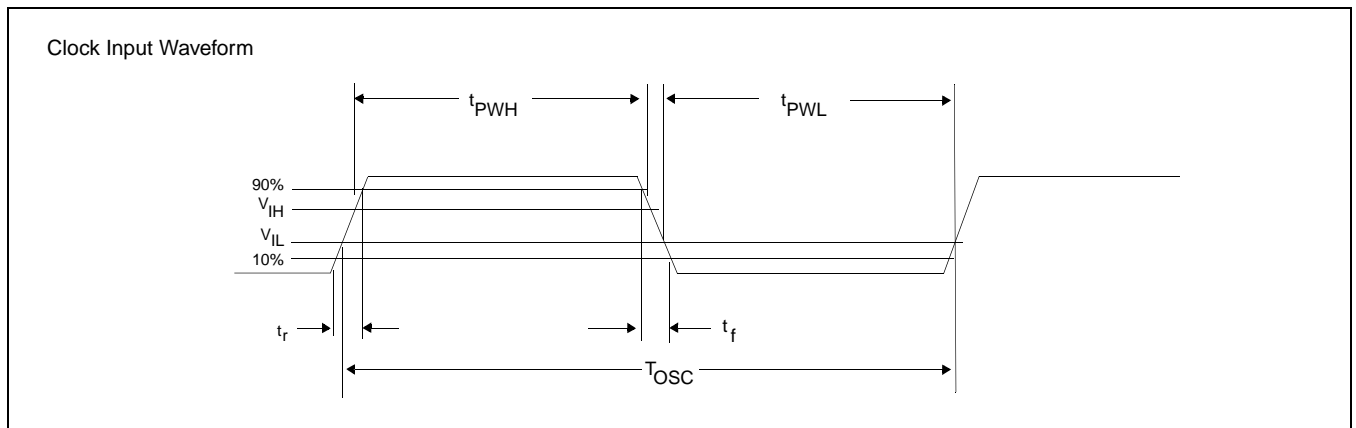 Clock Input Waveform
tPWH
tPWL
90%
VIH
VIL
10%
tr
tf
TOSC